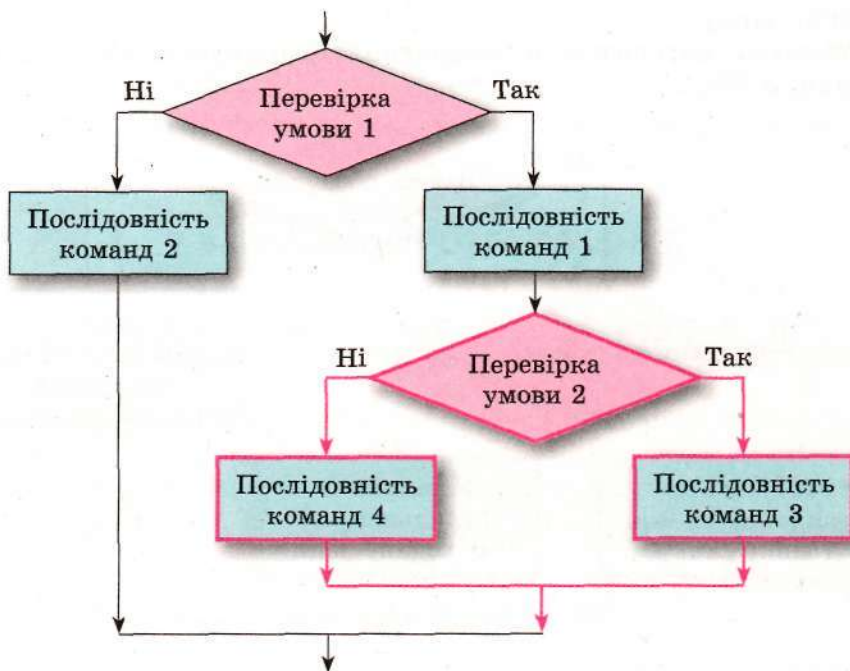 Перевірка
умови 1
Ні
Так
Послідовність
команд 2
Послідовність
команд 1
Перевірка
умови 2
Ні
Так
Послідовність
команд 4
Послідовність
команд 3